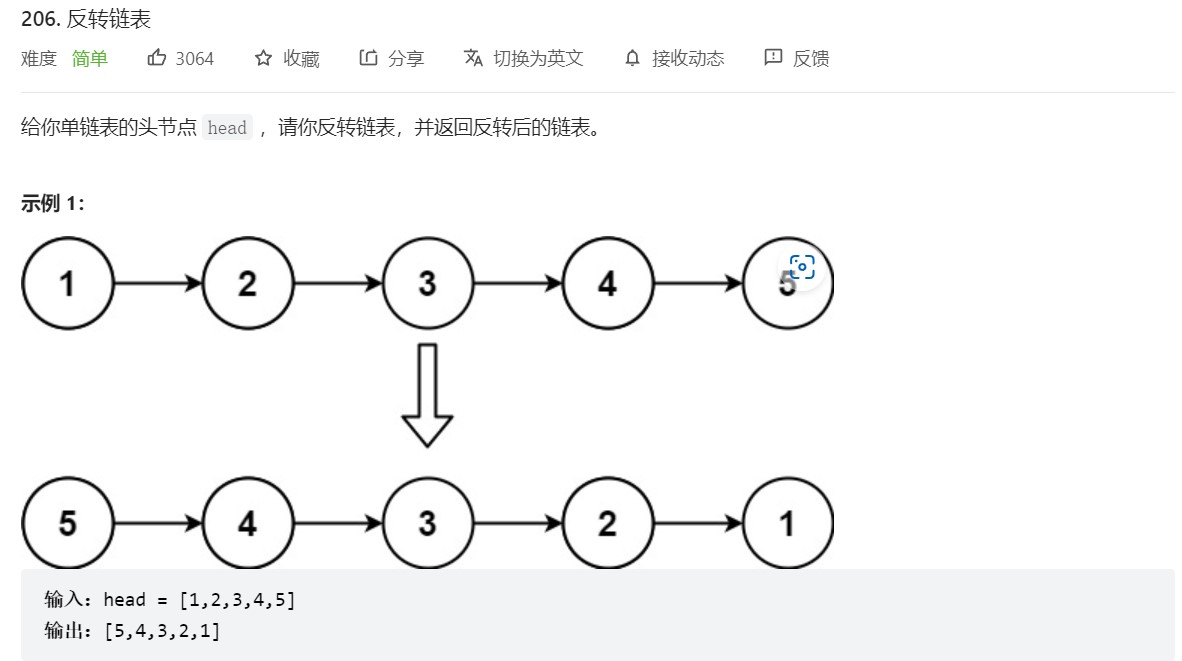 206. 反转链表
难度 简单 3064 收藏 分享 切换为英文 接收动态 反馈
给你单链表的头节点 head ，请你反转链表，并返回反转后的链表。
示例 1：
1 2 3 4 5
5 4 3 2 1
输入：head = [1,2,3,4,5]
输出：[5,4,3,2,1]